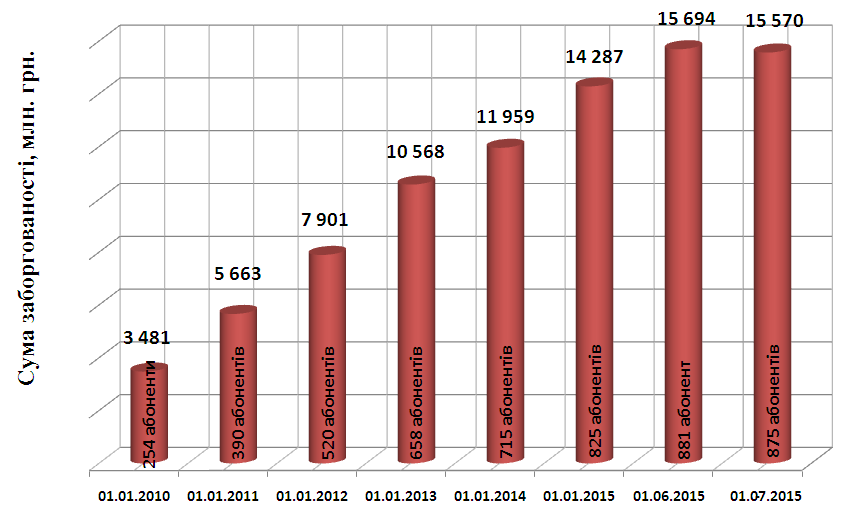 Сума заборгованості, млн. грн.
3 481
5 663
7 901
10 568
11 959
14 287
15 694
15 570
254 абоненти
390 абонентів
520 абонентів
658 абонентів
715 абонентів
825 абонентів
881 абонент
875 абонентів
01.01.2010
01.01.2011
01.01.2012
01.01.2013
01.01.2014
01.01.2015
01.06.2015
01.07.2015